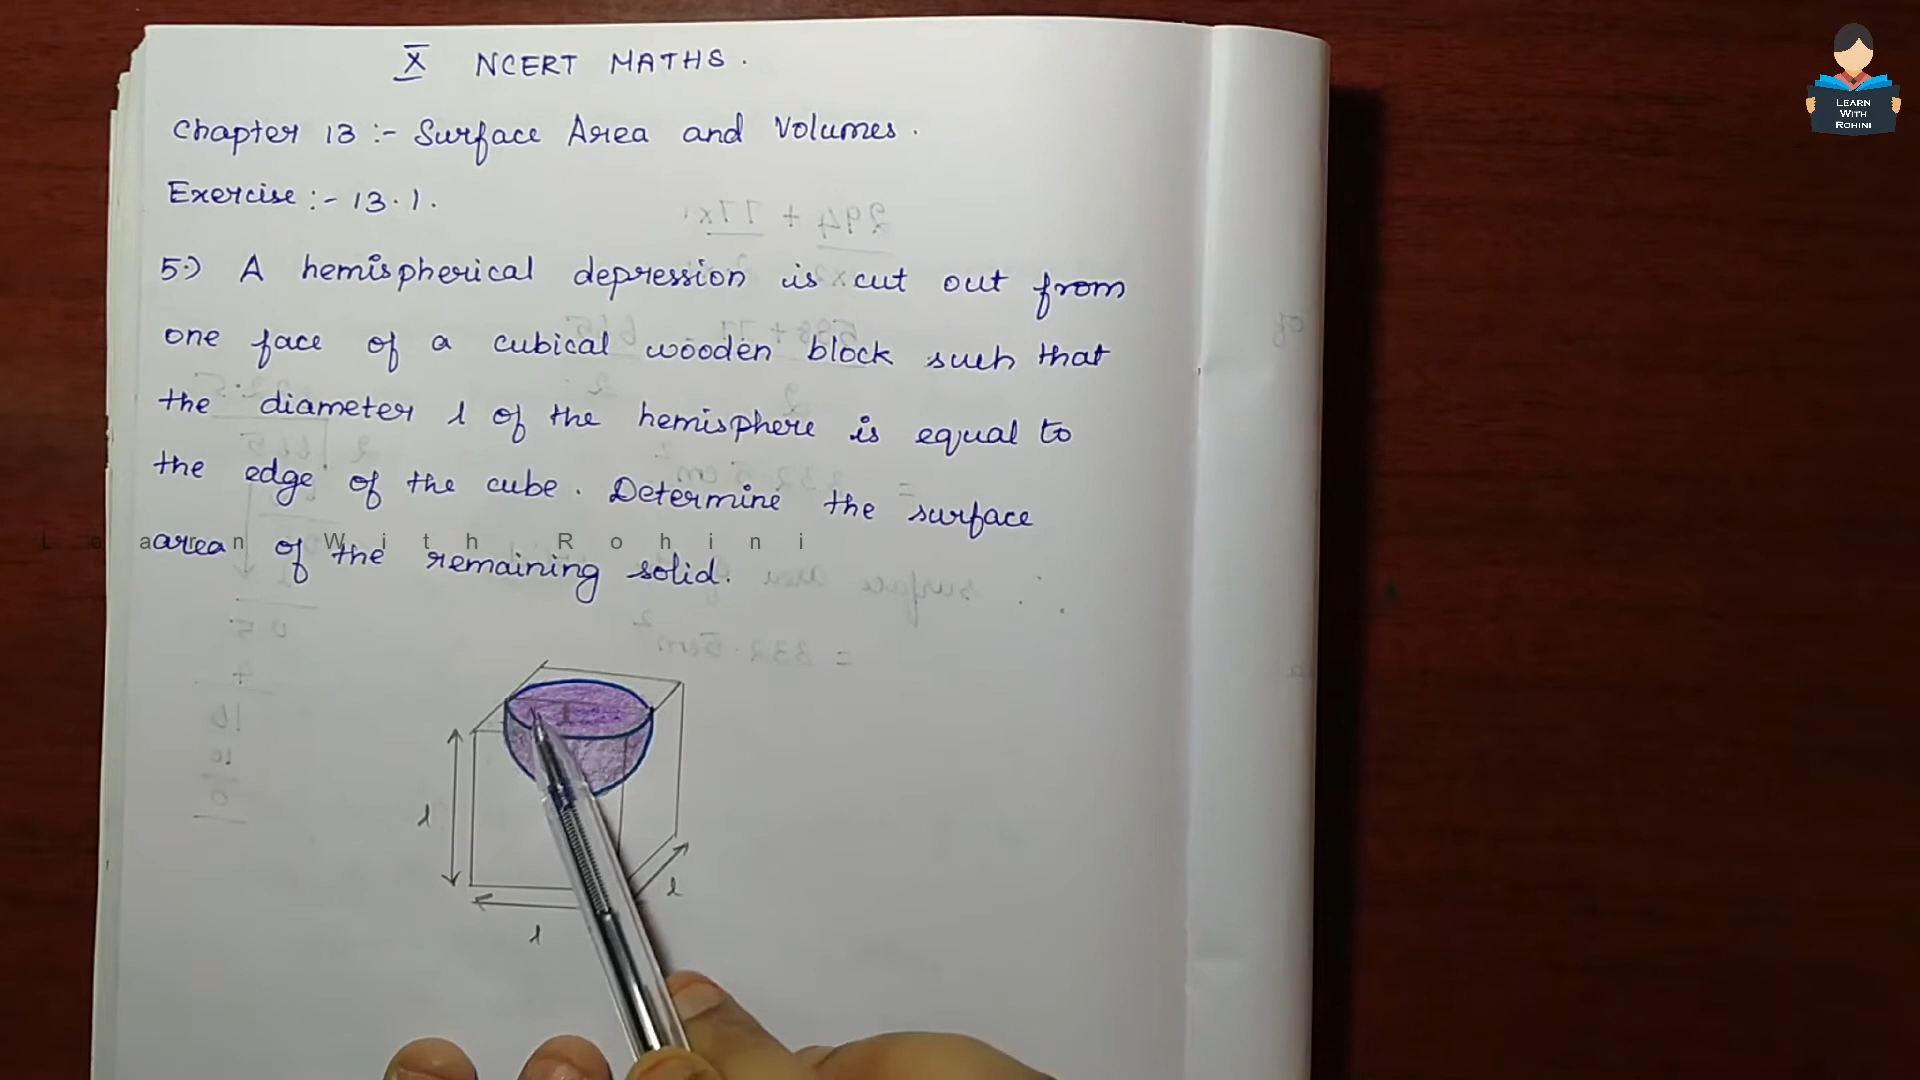 X NCERT MATHS.
Chapter 13 :- Surface Area and Volumes.
Exercise :- 13.1.
5:) A hemispherical depression is cut out from
one face of a cubical wooden block such that
the diameter l of the hemisphere is equal to
the edge of the cube. Determine the surface
area of the remaining solid.
Learn With Rohini
l
l
l
l
LEARN
WITH
ROHINI